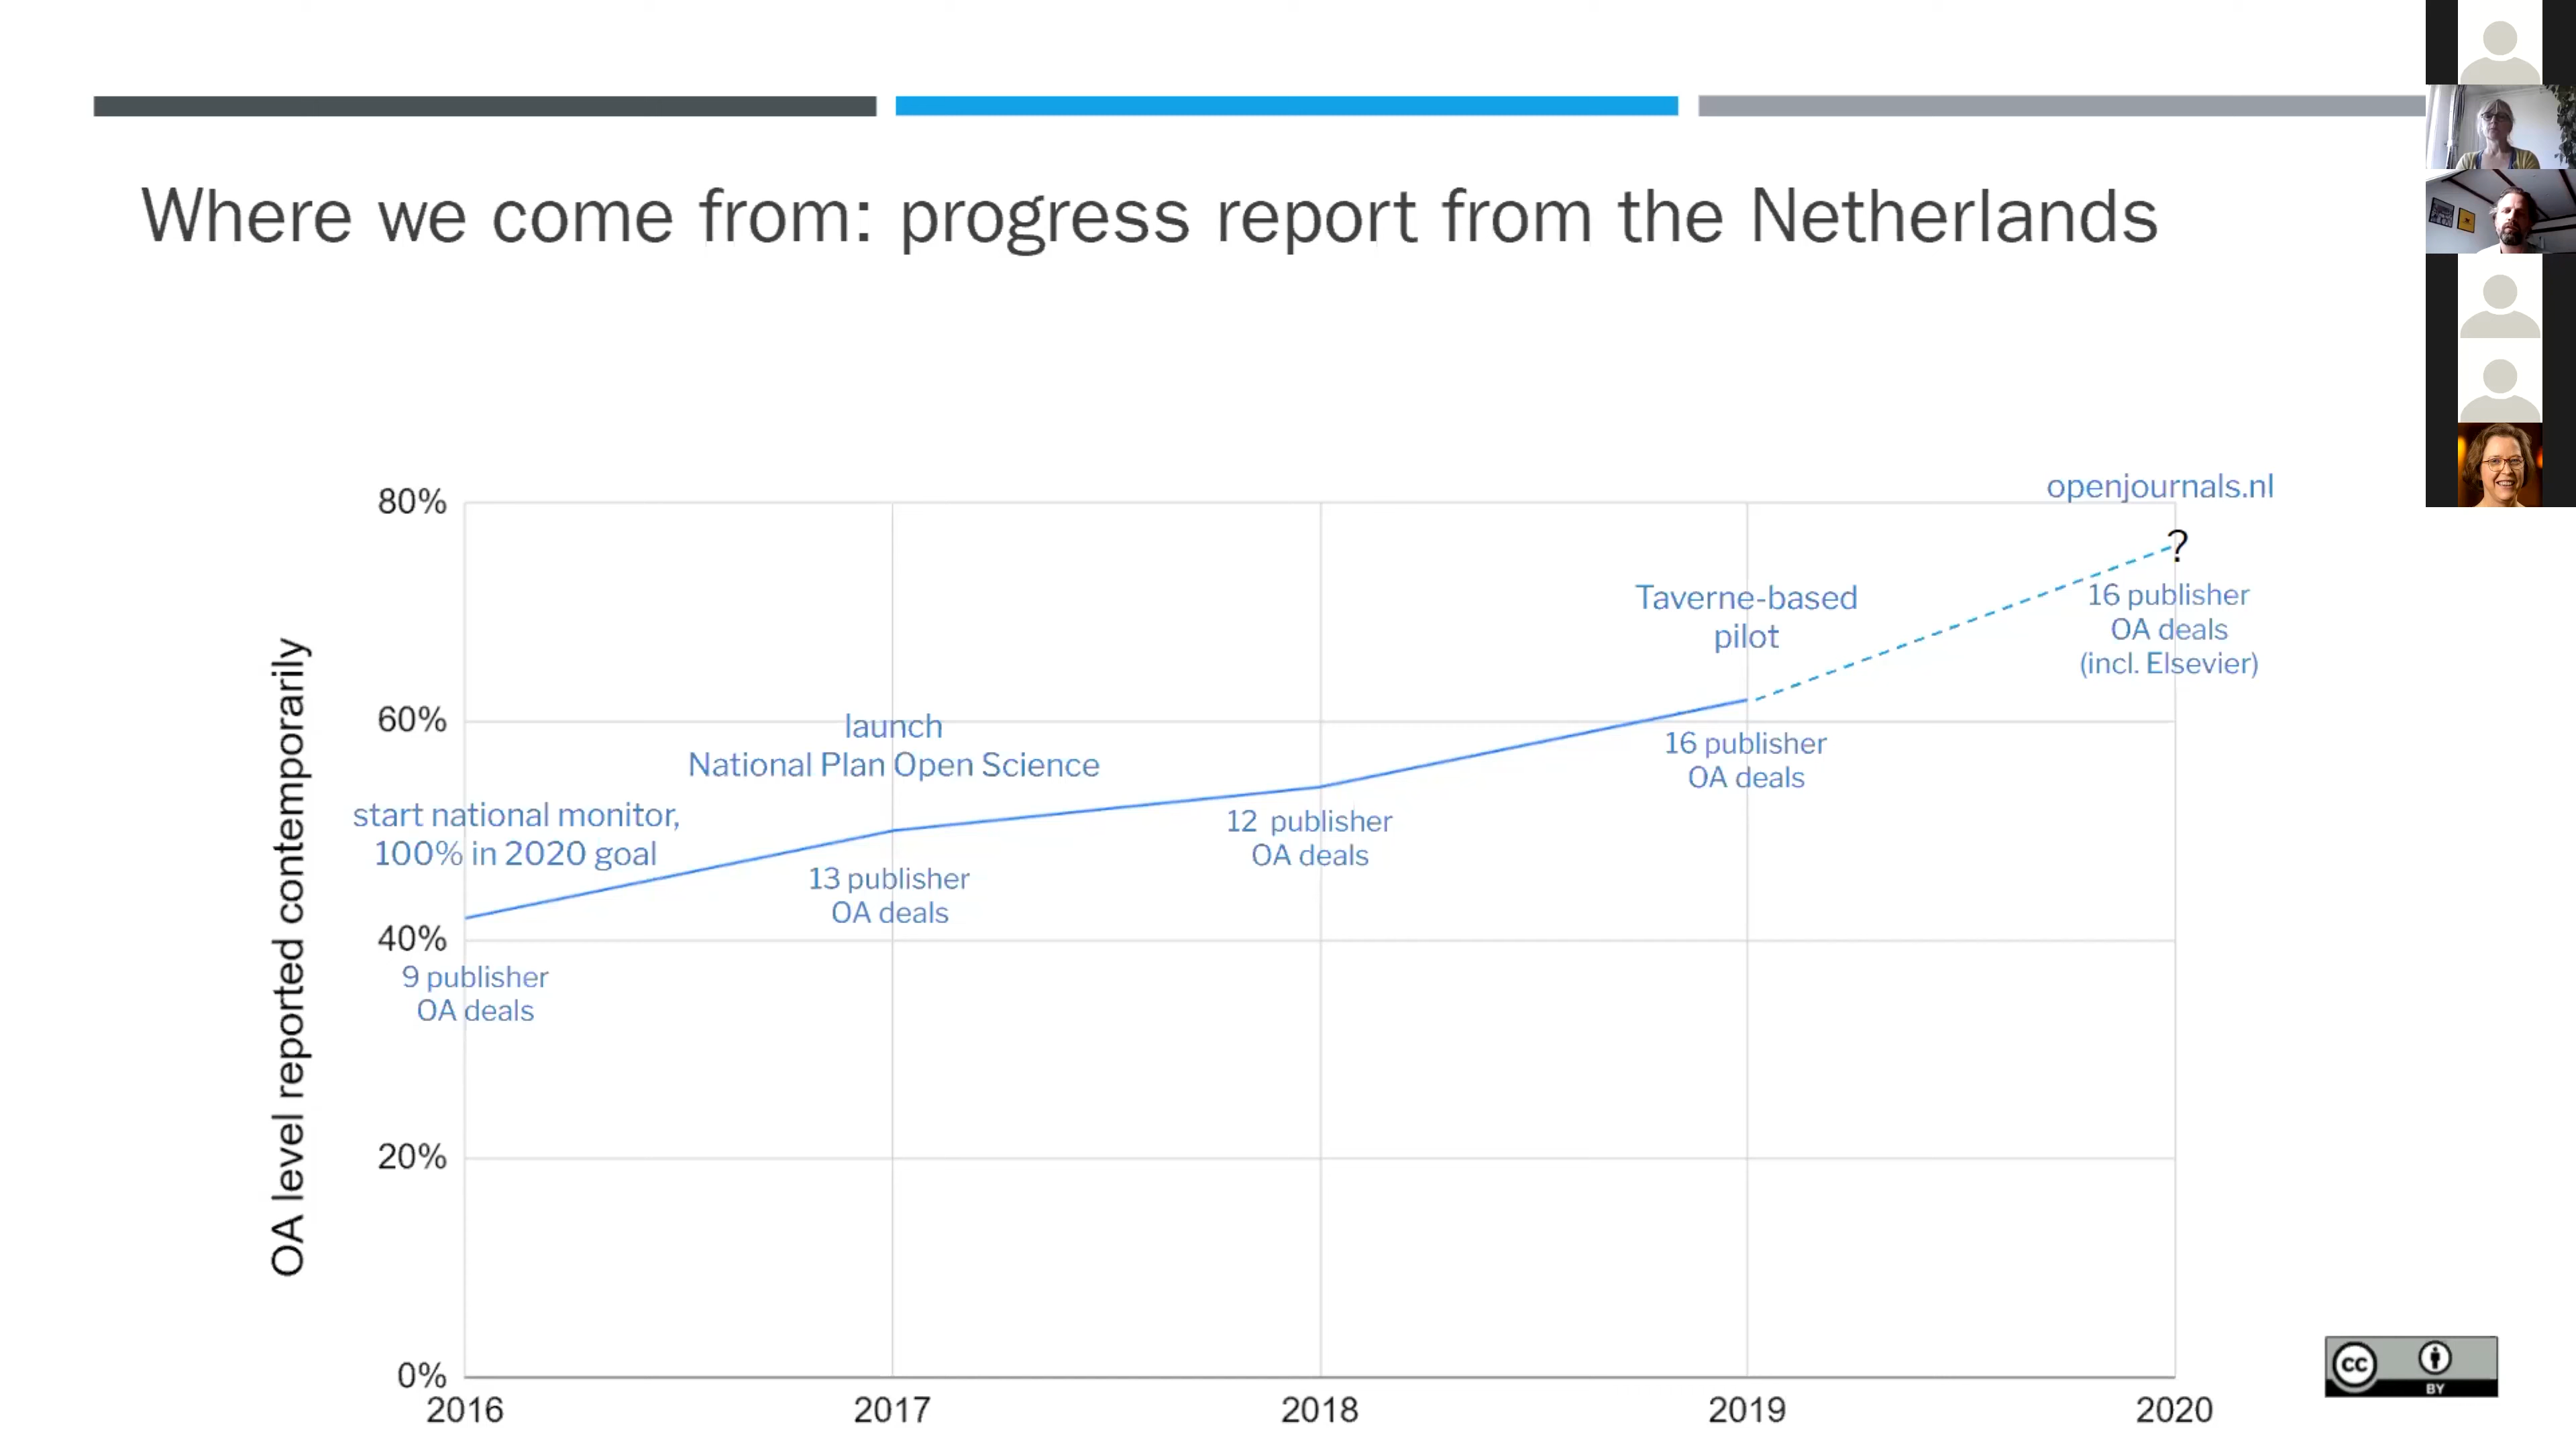 Where we come from: progress report from the Netherlands
openjournals.nl
80%
?
16 publisher
OA deals
(incl. Elsevier)
Taverne-based
pilot
60%
launch
National Plan Open Science
16 publisher
OA deals
start national monitor,
100% in 2020 goal
12 publisher
OA deals
13 publisher
OA deals
40%
9 publisher
OA deals
OA level reported contemporarily
20%
0%
2016
2017
2018
2019
2020
cc
BY